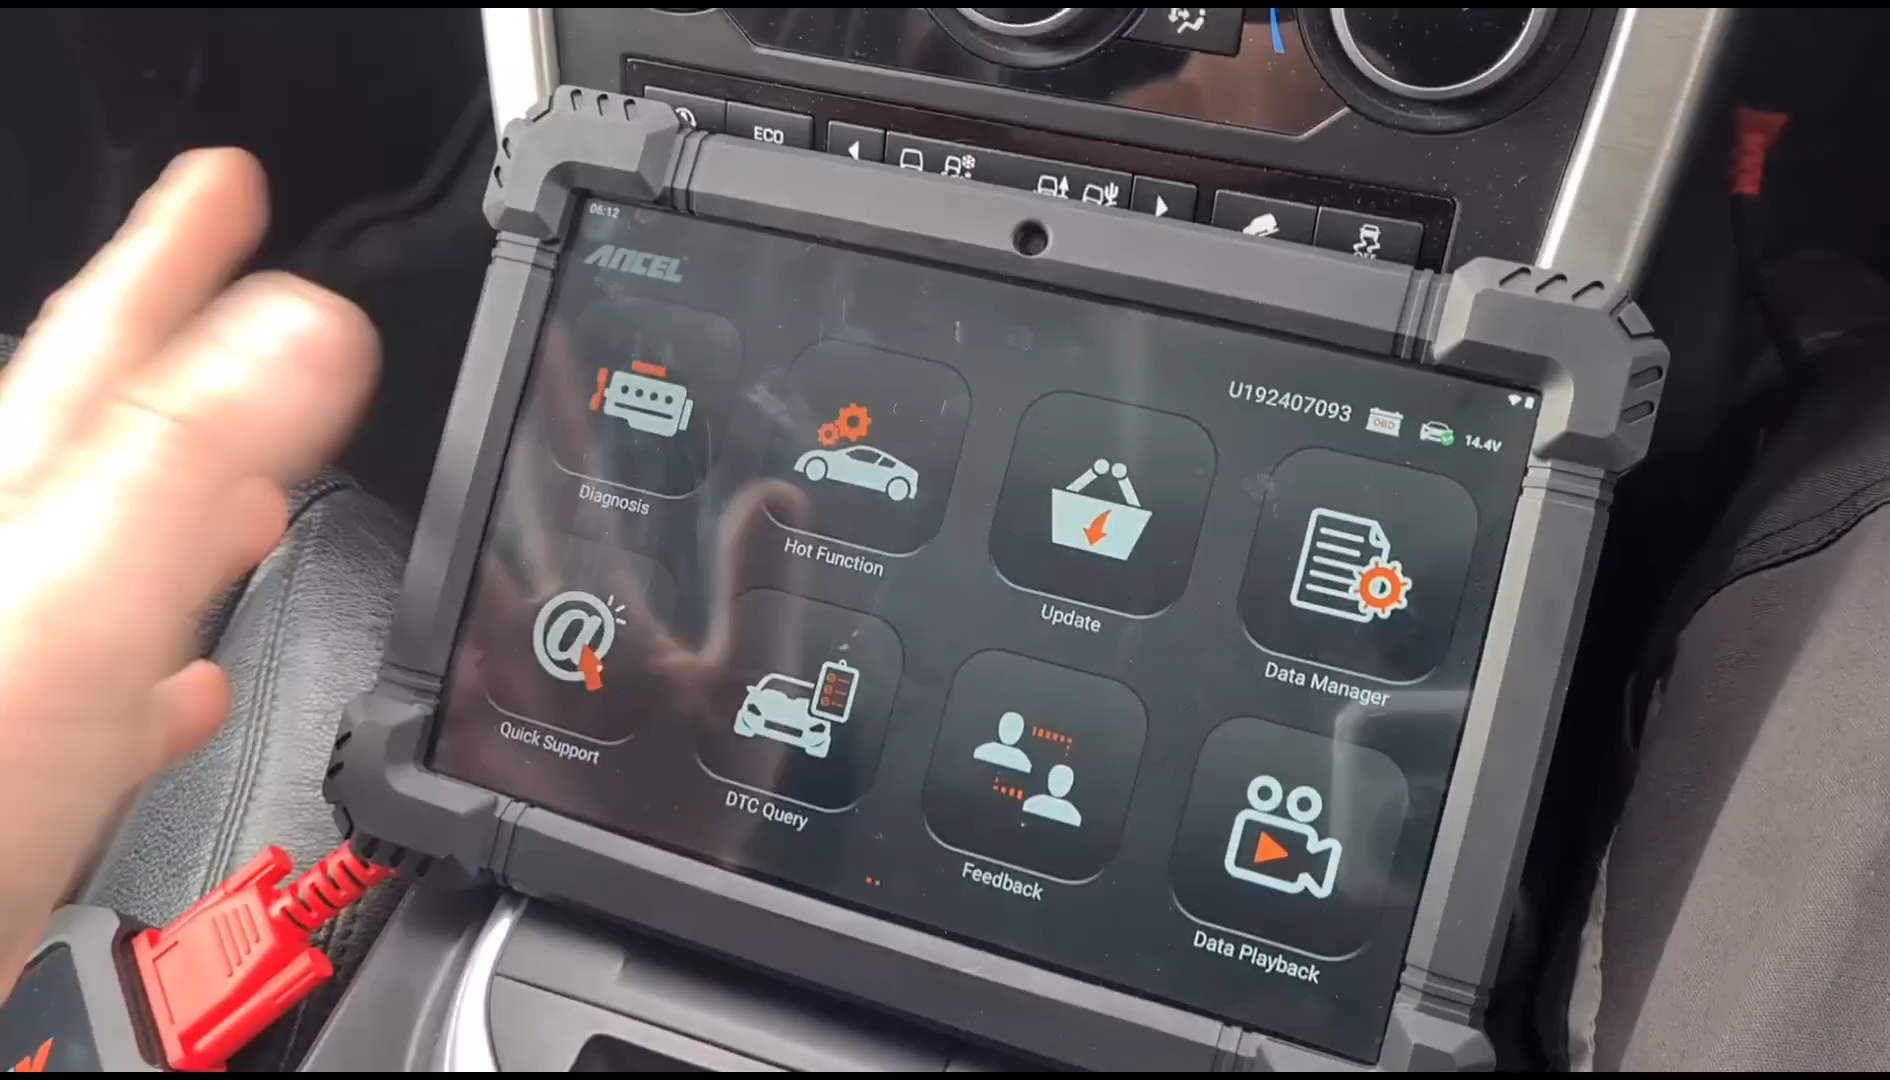 ECO
06:12
ANCEL
U192407093
OBD
14.4V
Diagnosis
Hot Function
Update
Data Manager
Quick Support
DTC Query
Feedback
Data Playback